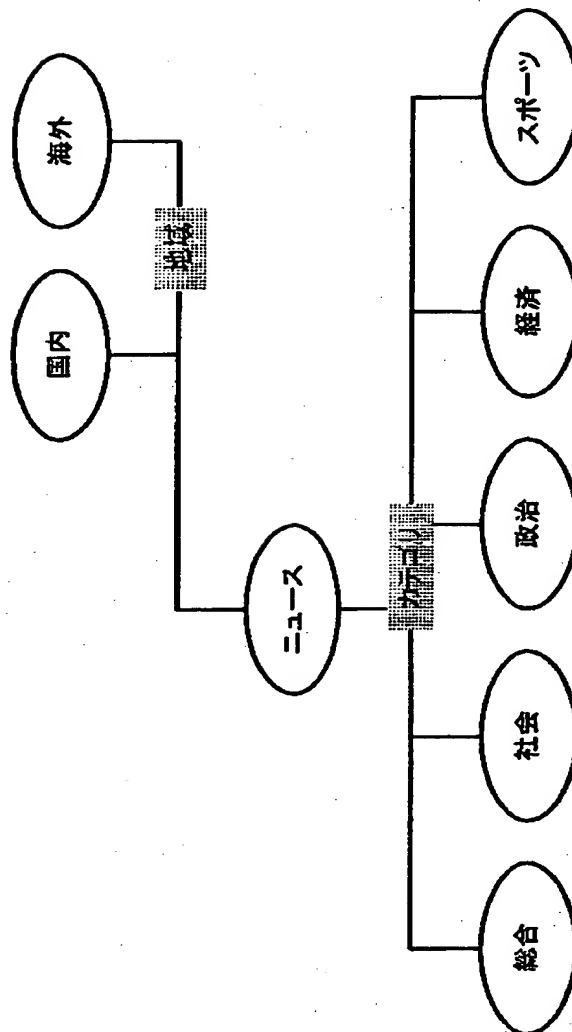 国内
海外
地域
ニュース
カテゴリ
総合
社会
政治
経済
スポーツ